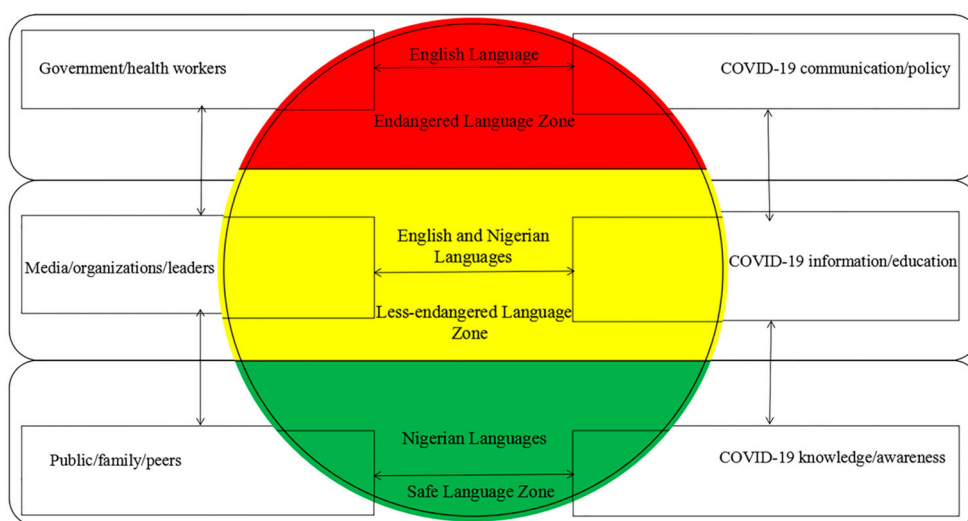 English Language
Government/health workers
COVID-19 communication/policy
Endangered Language Zone
English and Nigerian
Languages
Media/organizations/leaders
COVID-19 information/education
Less-endangered Language
Zone
Nigerian Languages
Public/family/peers
COVID-19 knowledge/awareness
Safe Language Zone